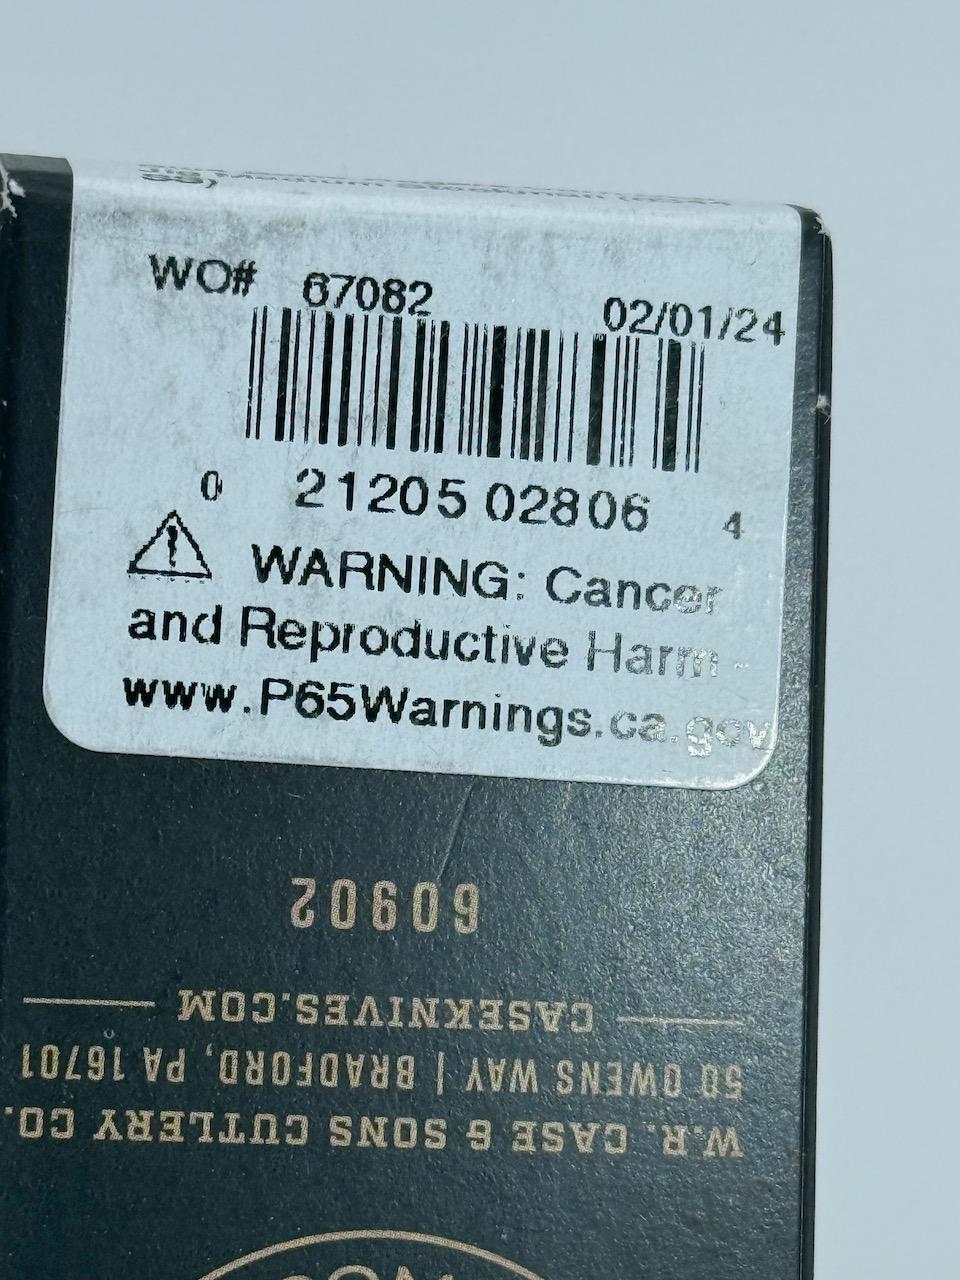 SS)
WO# 67082 02/01/24
0 21205 02806 4
WARNING: Cancer
and Reproductive Harm -
www.P65Warnings.ca.gov
W.R. CASE & SONS CUTLERY CO.
50 OWENS WAY | BRADFORD, PA 16701
CASEKNIVES.COM
60902